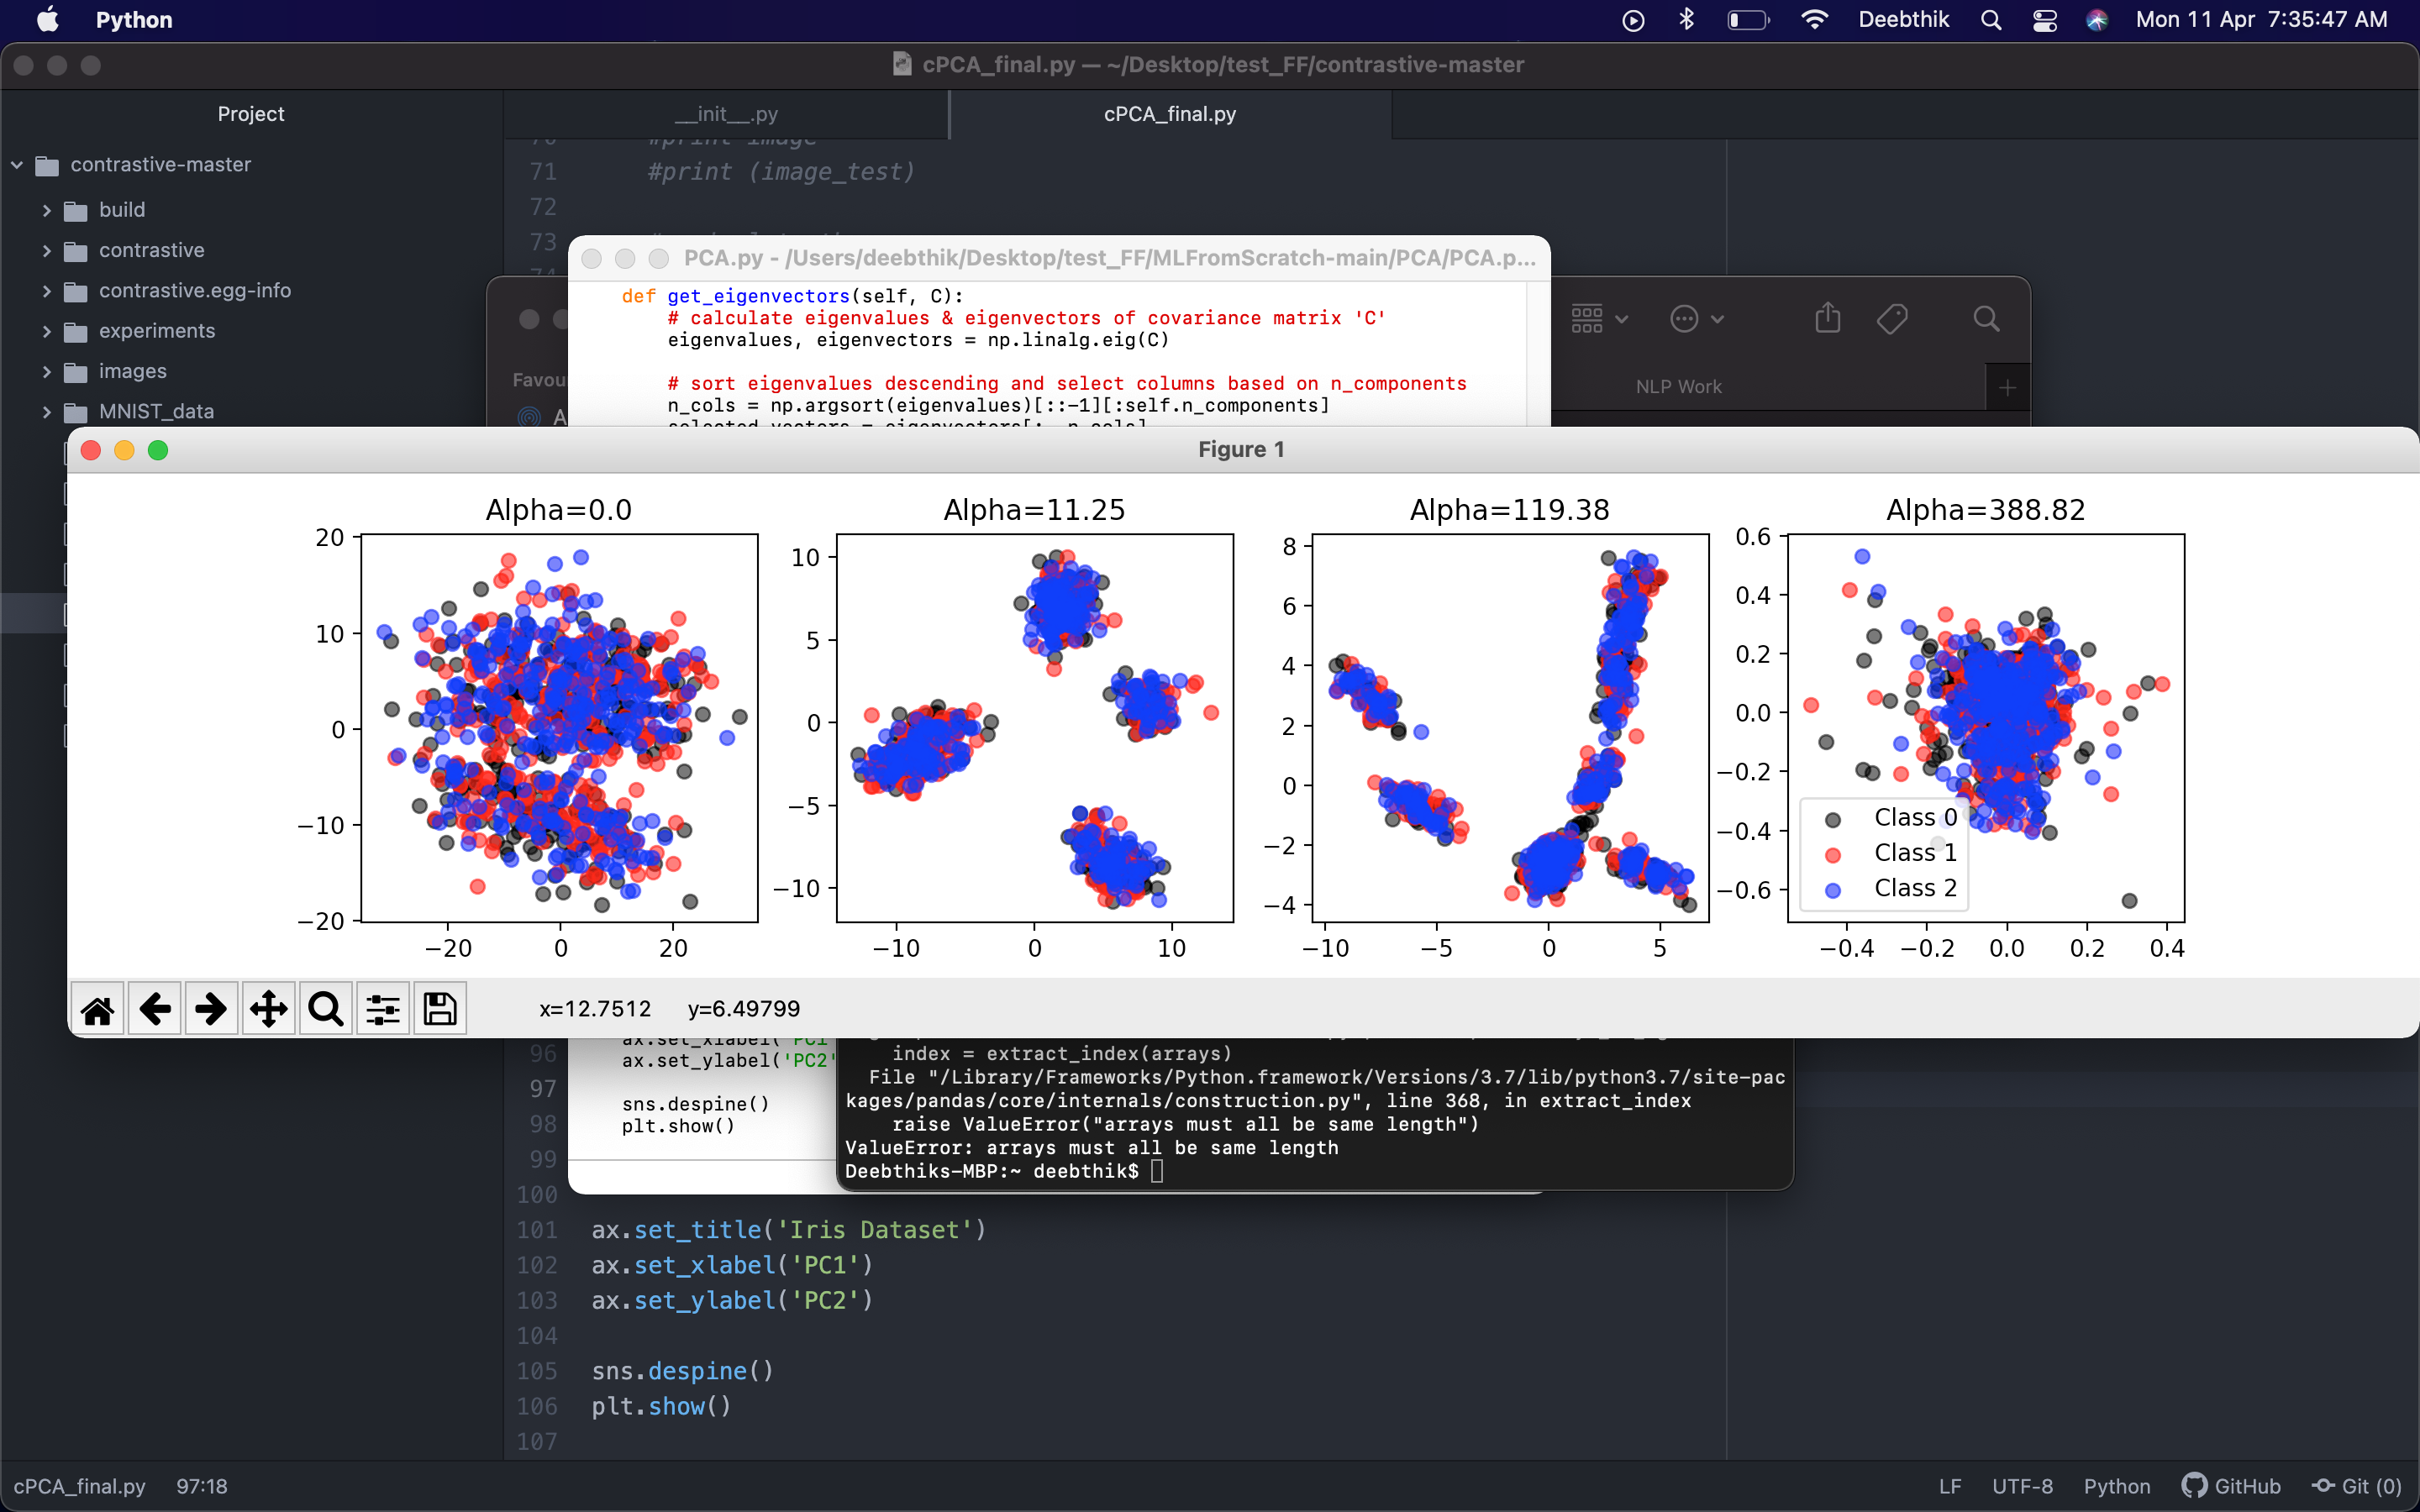 Python
Deebthik
Mon 11 Apr 7:35:47 AM
cPCA_final.py — ~/Desktop/test_FF/contrastive-master
Project
__init__.py
cPCA_final.py
contrastive-master
build
contrastive
contrastive.egg-info
experiments
images
MNIST_data
70 #print image
71 #print (image_test)
72
73
74
PCA.py - /Users/deebthik/Desktop/test_FF/MLFromScratch-main/PCA/PCA.p...
def get_eigenvectors(self, C):
# calculate eigenvalues & eigenvectors of covariance matrix 'C'
eigenvalues, eigenvectors = np.linalg.eig(C)
# sort eigenvalues descending and select columns based on n_components
n_cols = np.argsort(eigenvalues)[::-1][:self.n_components]
selected_vectors = eigenvectors[:, n_cols]
Favou
A
NLP Work
Figure 1
Alpha=0.0
20
10
0
−10
−20
−20 0 20
Alpha=11.25
10
5
0
−5
−10
−10 0 10
Alpha=119.38
8
6
4
2
0
−2
−4
−10 −5 0 5
Alpha=388.82
0.6
0.4
0.2
0.0
−0.2
−0.4
−0.6
−0.4 −0.2 0.0 0.2 0.4
Class 0
Class 1
Class 2
x=12.7512 y=6.49799
ax.set_xlabel('PC1
ax.set_ylabel('PC2'
sns.despine()
plt.show()
index = extract_index(arrays)
File "/Library/Frameworks/Python.framework/Versions/3.7/lib/python3.7/site-pac
kages/pandas/core/internals/construction.py", line 368, in extract_index
raise ValueError("arrays must all be same length")
ValueError: arrays must all be same length
Deebthiks-MBP:~ deebthik$
96
97
98
99
100
101 ax.set_title('Iris Dataset')
102 ax.set_xlabel('PC1')
103 ax.set_ylabel('PC2')
104
105 sns.despine()
106 plt.show()
107
cPCA_final.py 97:18
LF UTF-8 Python GitHub Git (0)